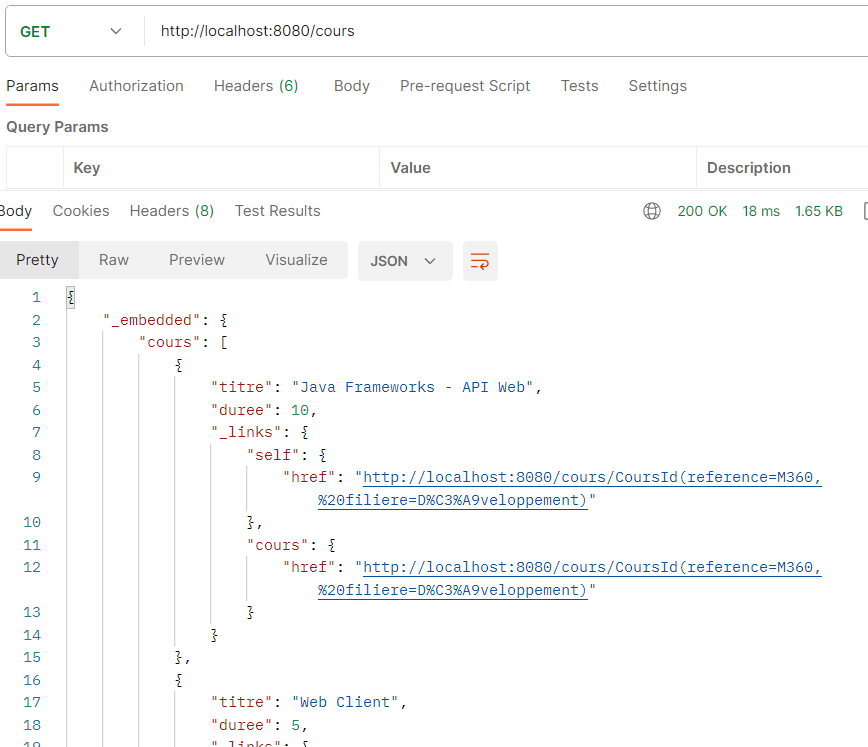 GET http://localhost:8080/cours
Params Authorization Headers (6) Body Pre-request Script Tests Settings
Query Params
Key Value Description
Body Cookies Headers (8) Test Results 200 OK 18 ms 1.65 KB
Pretty Raw Preview Visualize JSON
1 {
2 "_embedded": {
3 "cours": [
4 {
5 "titre": "Java Frameworks - API Web",
6 "duree": 10,
7 "_links": {
8 "self": {
9 "href": "http://localhost:8080/cours/CoursId(reference=M360,
%20filiere=D%C3%A9veloppement)"
10 },
11 "cours": {
12 "href": "http://localhost:8080/cours/CoursId(reference=M360,
%20filiere=D%C3%A9veloppement)"
13 }
14 }
15 },
16 {
17 "titre": "Web Client",
18 "duree": 5,
19 "_links": {